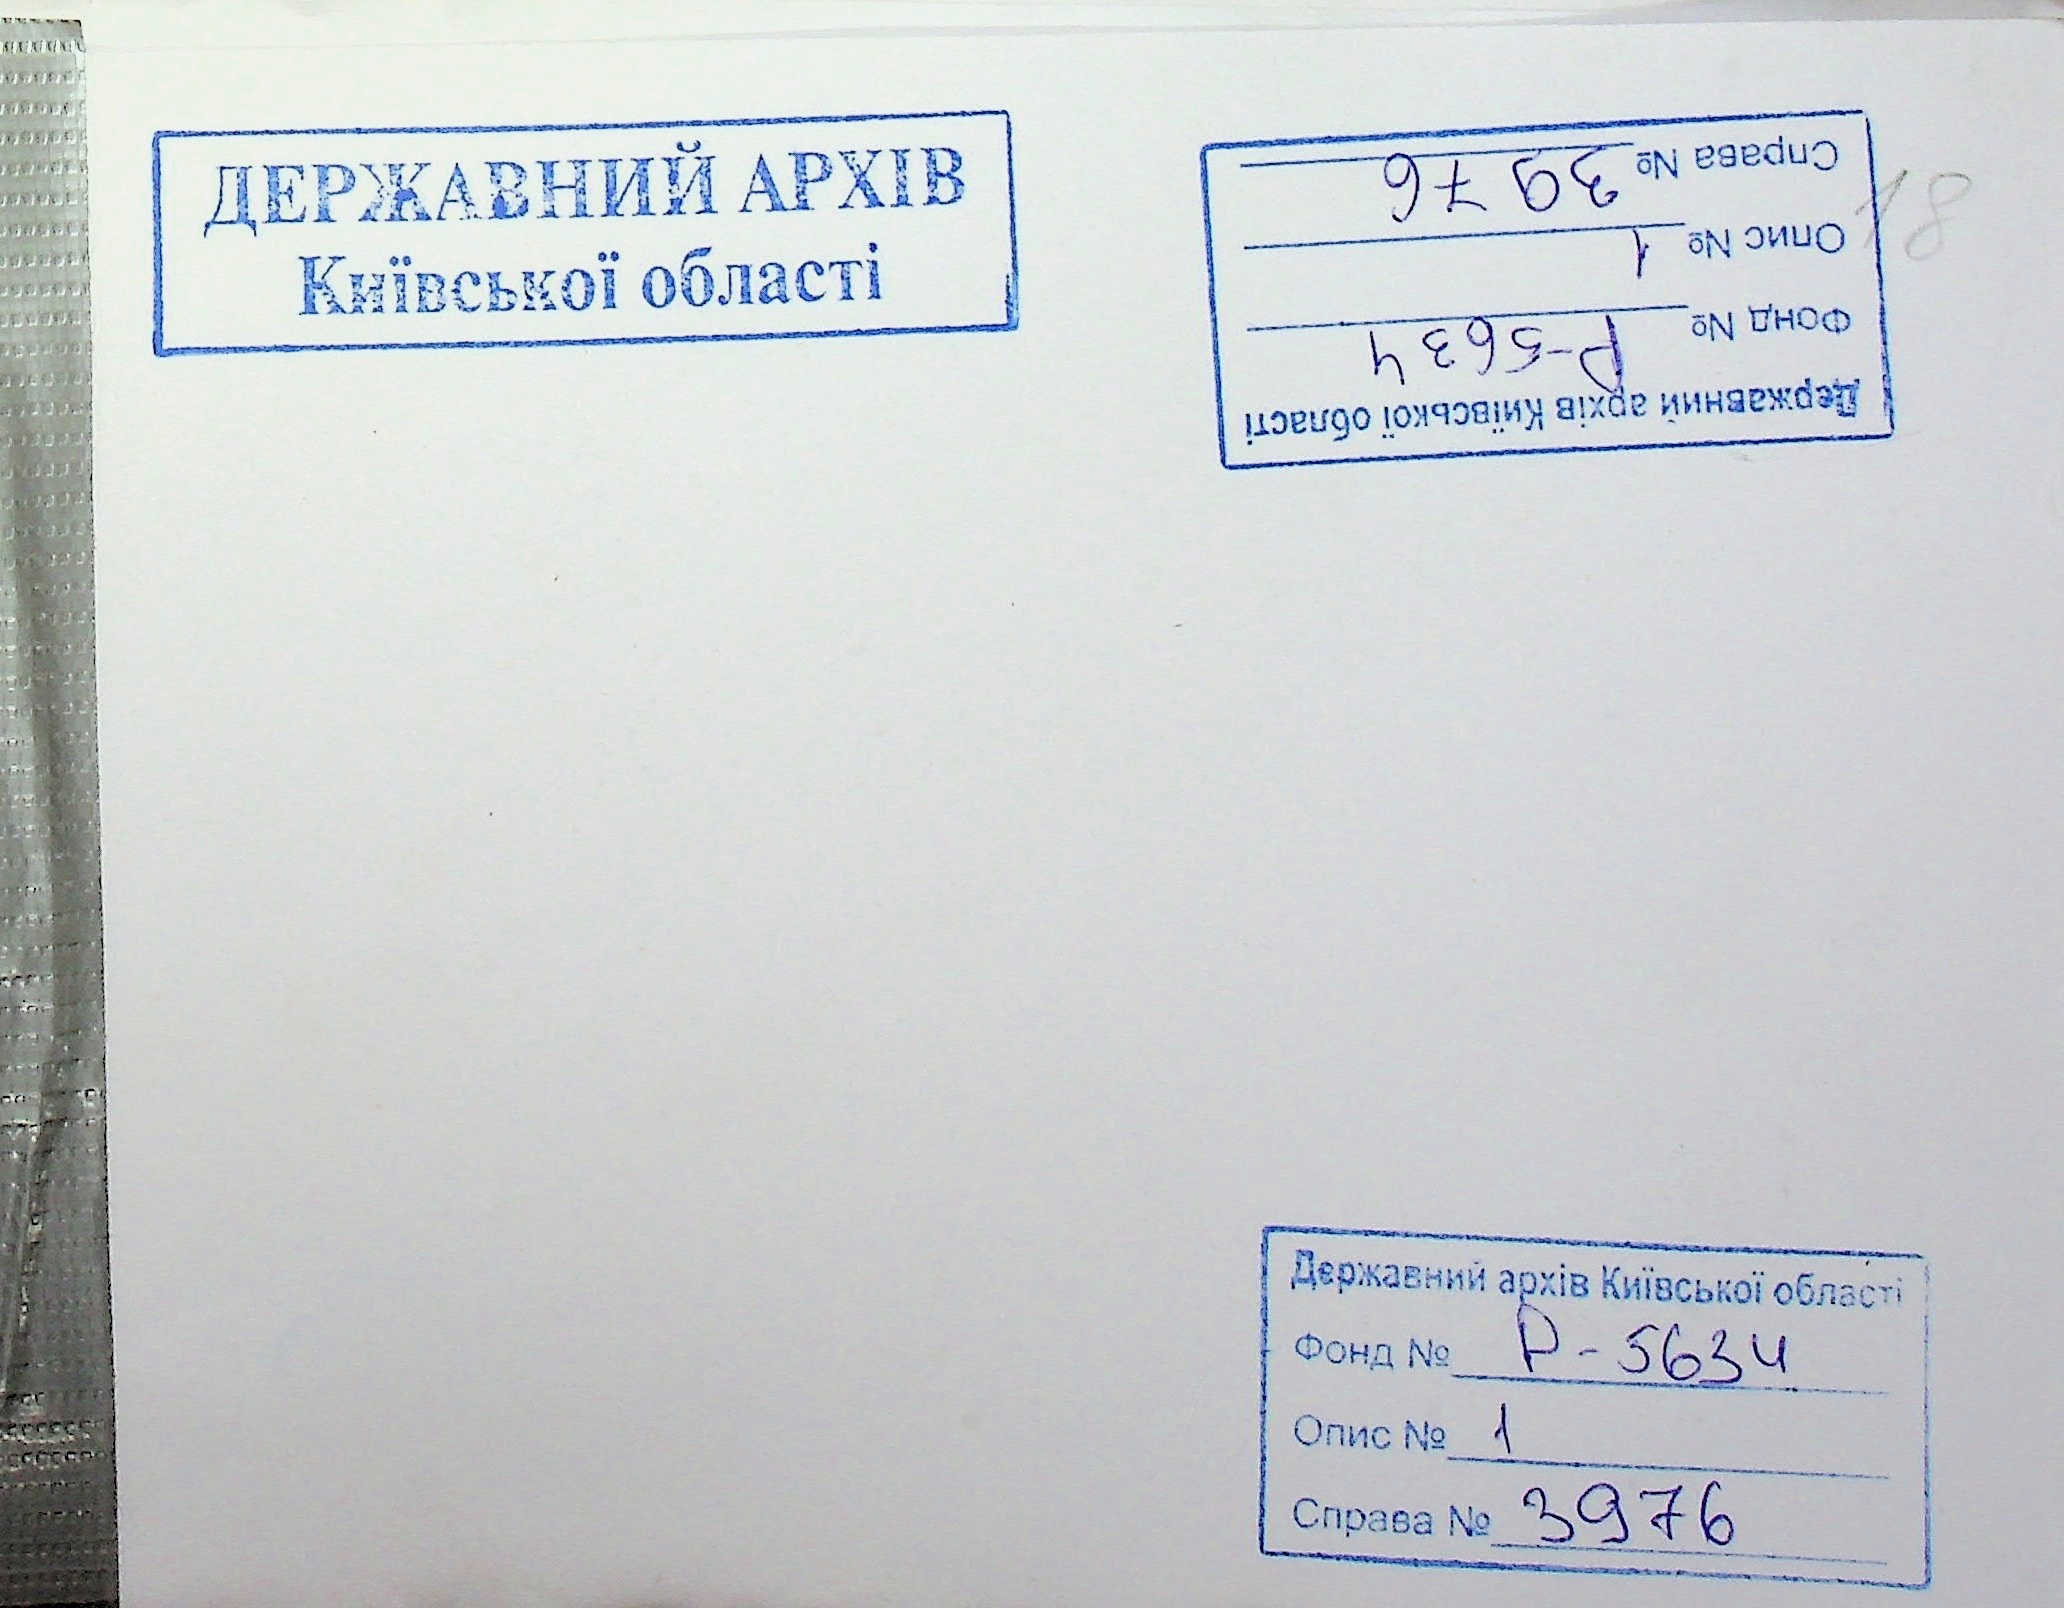 ДЕРЖАВНИЙ АРХІВ
Київської області
Державний архів Київської області
Фонд № Р-5634
Опис № 1
Справа № 3976
18
Державний архів Київської області
Фонд № Р-5634
Опис № 1
Справа № 3976